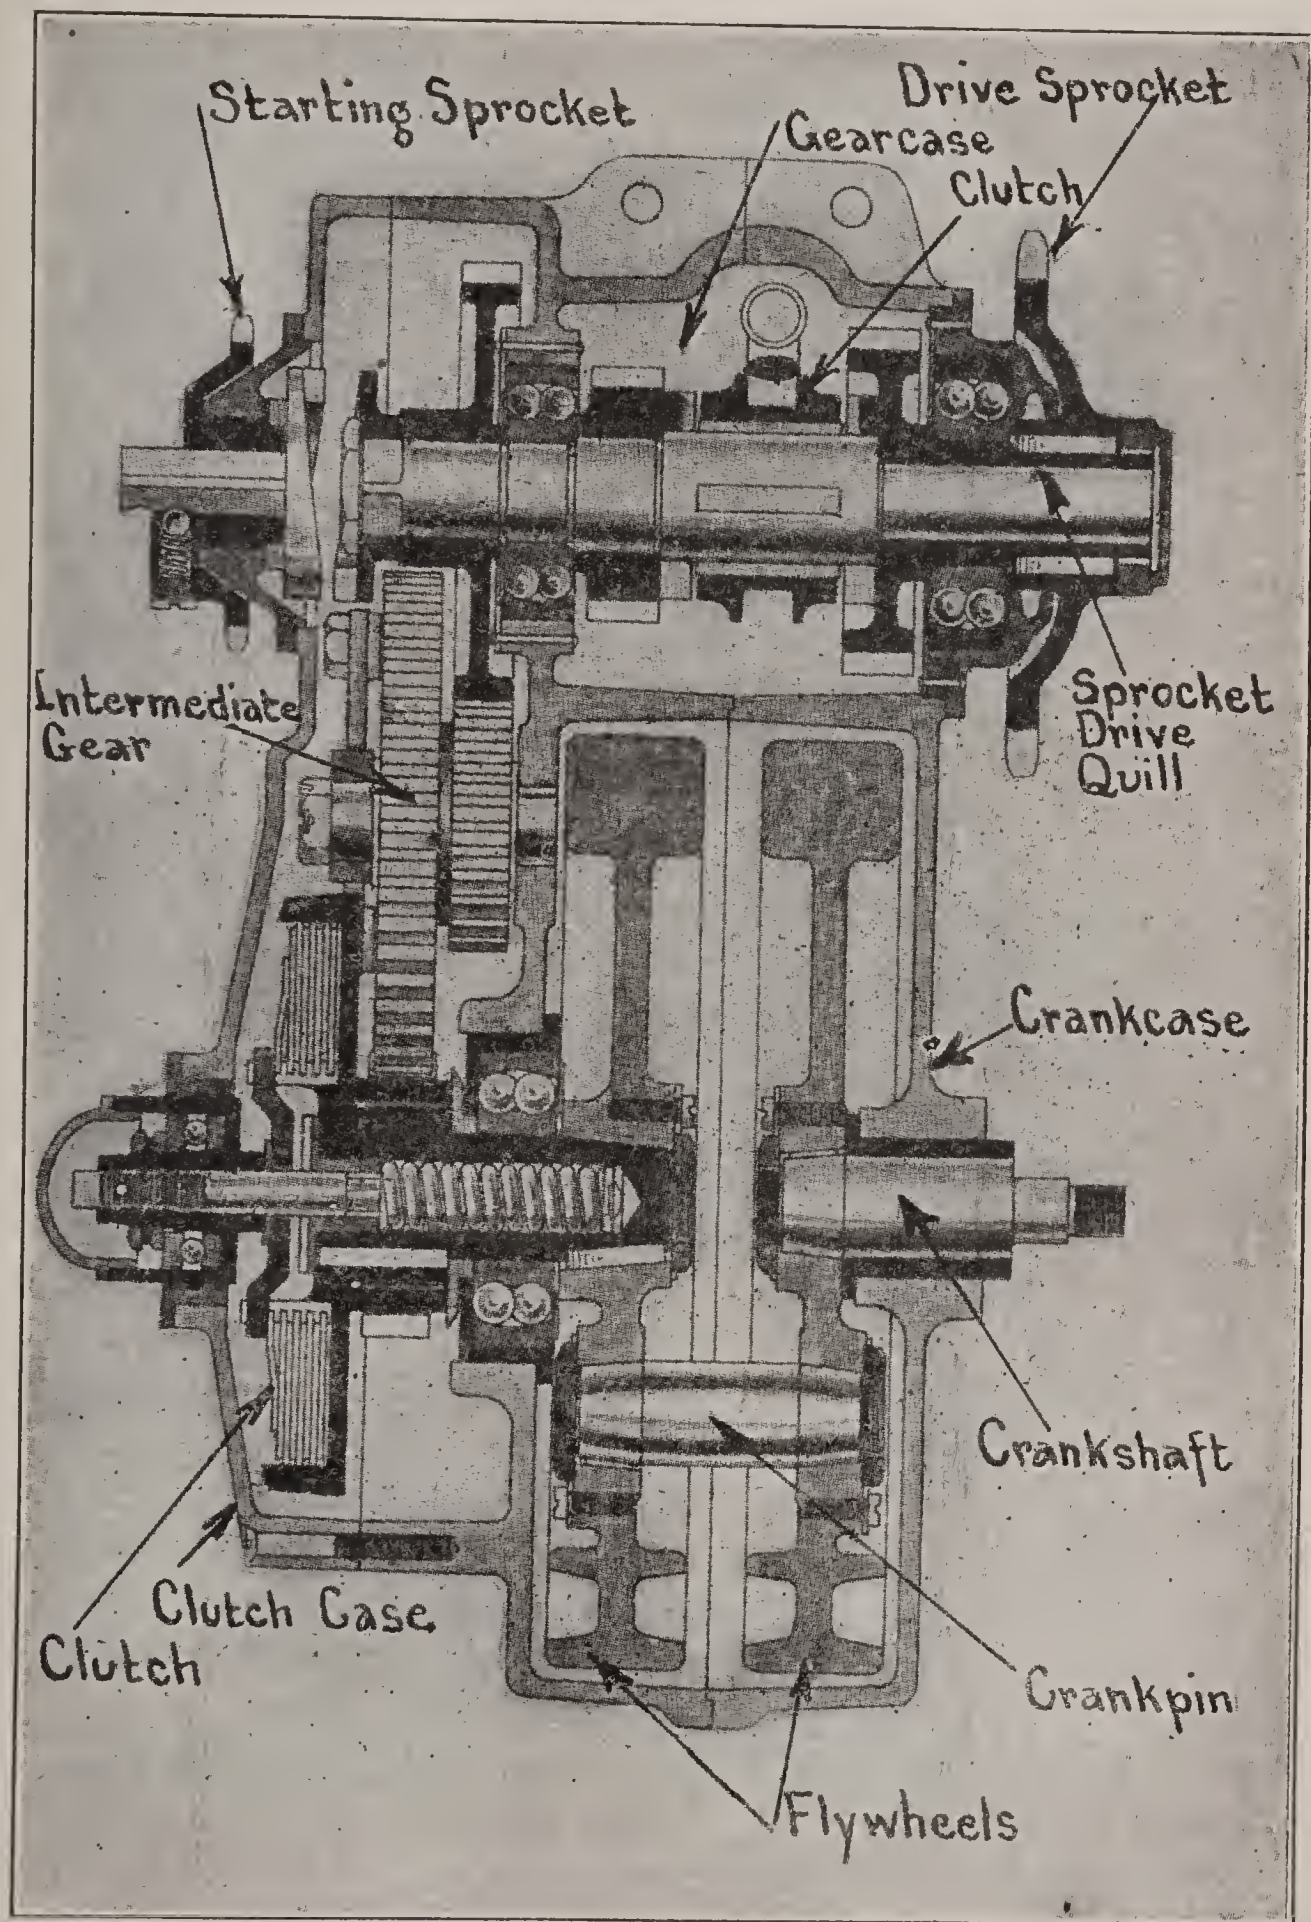 Starting Sprocket
Drive Sprocket
Gearcase
Clutch
Intermediate
Gear
Sprocket
Drive
Quill
Crankcase
Crankshaft
Clutch Case
Clutch
Crankpin
Flywheels